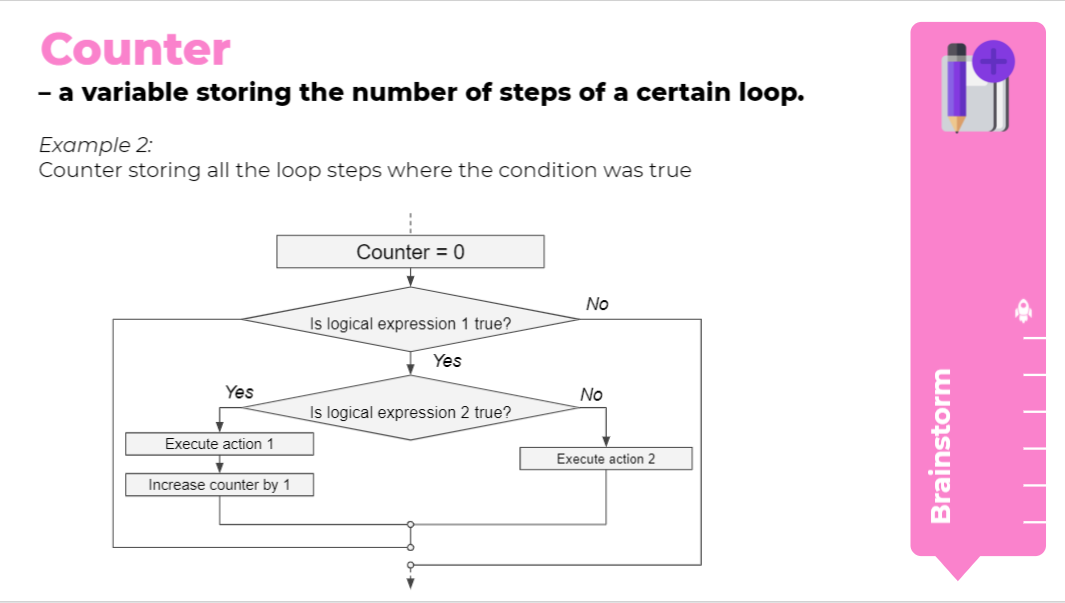 Counter
– a variable storing the number of steps of a certain loop.
Example 2:
Counter storing all the loop steps where the condition was true
Counter = 0
No
Is logical expression 1 true?
Yes
Yes
No
Is logical expression 2 true?
Execute action 1
Execute action 2
Increase counter by 1
Brainstorm